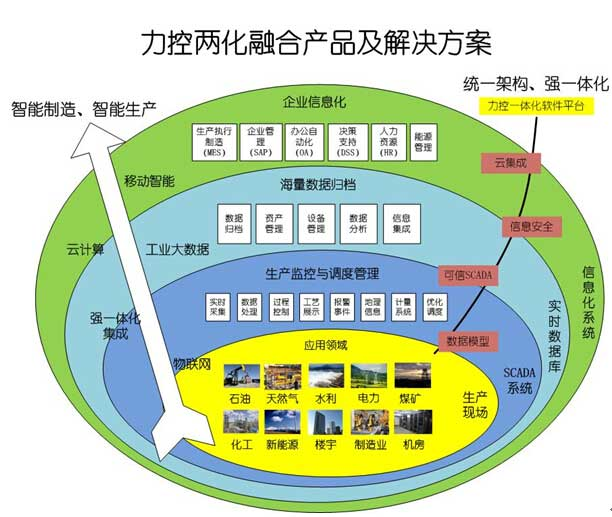 力控两化融合产品及解决方案
统一架构、强一体化
力控一体化软件平台
智能制造、智能生产
企业信息化
生产执行
制造
(MES)
企业管
理
(SAP)
办公自
动化
(OA)
决策
支持
(DSS)
人力
资源
(HR)
能源
管理
云集成
移动智能
海量数据归档
数据
归档
资产
管理
设备
管理
数据
分析
信息
集成
信息安全
云计算
工业大数据
生产监控与调度管理
可信SCADA
信息化系统
实时
采集
数据
处理
过程
控制
工艺
展示
报警
事件
地理
信息
计量
系统
优化
调度
实时数据库
强一体化
集成
数据模型
物联网
应用领域
SCADA
系统
石油
天然气
水利
电力
煤矿
生产
现场
化工
新能源
楼宇
制造业
机房